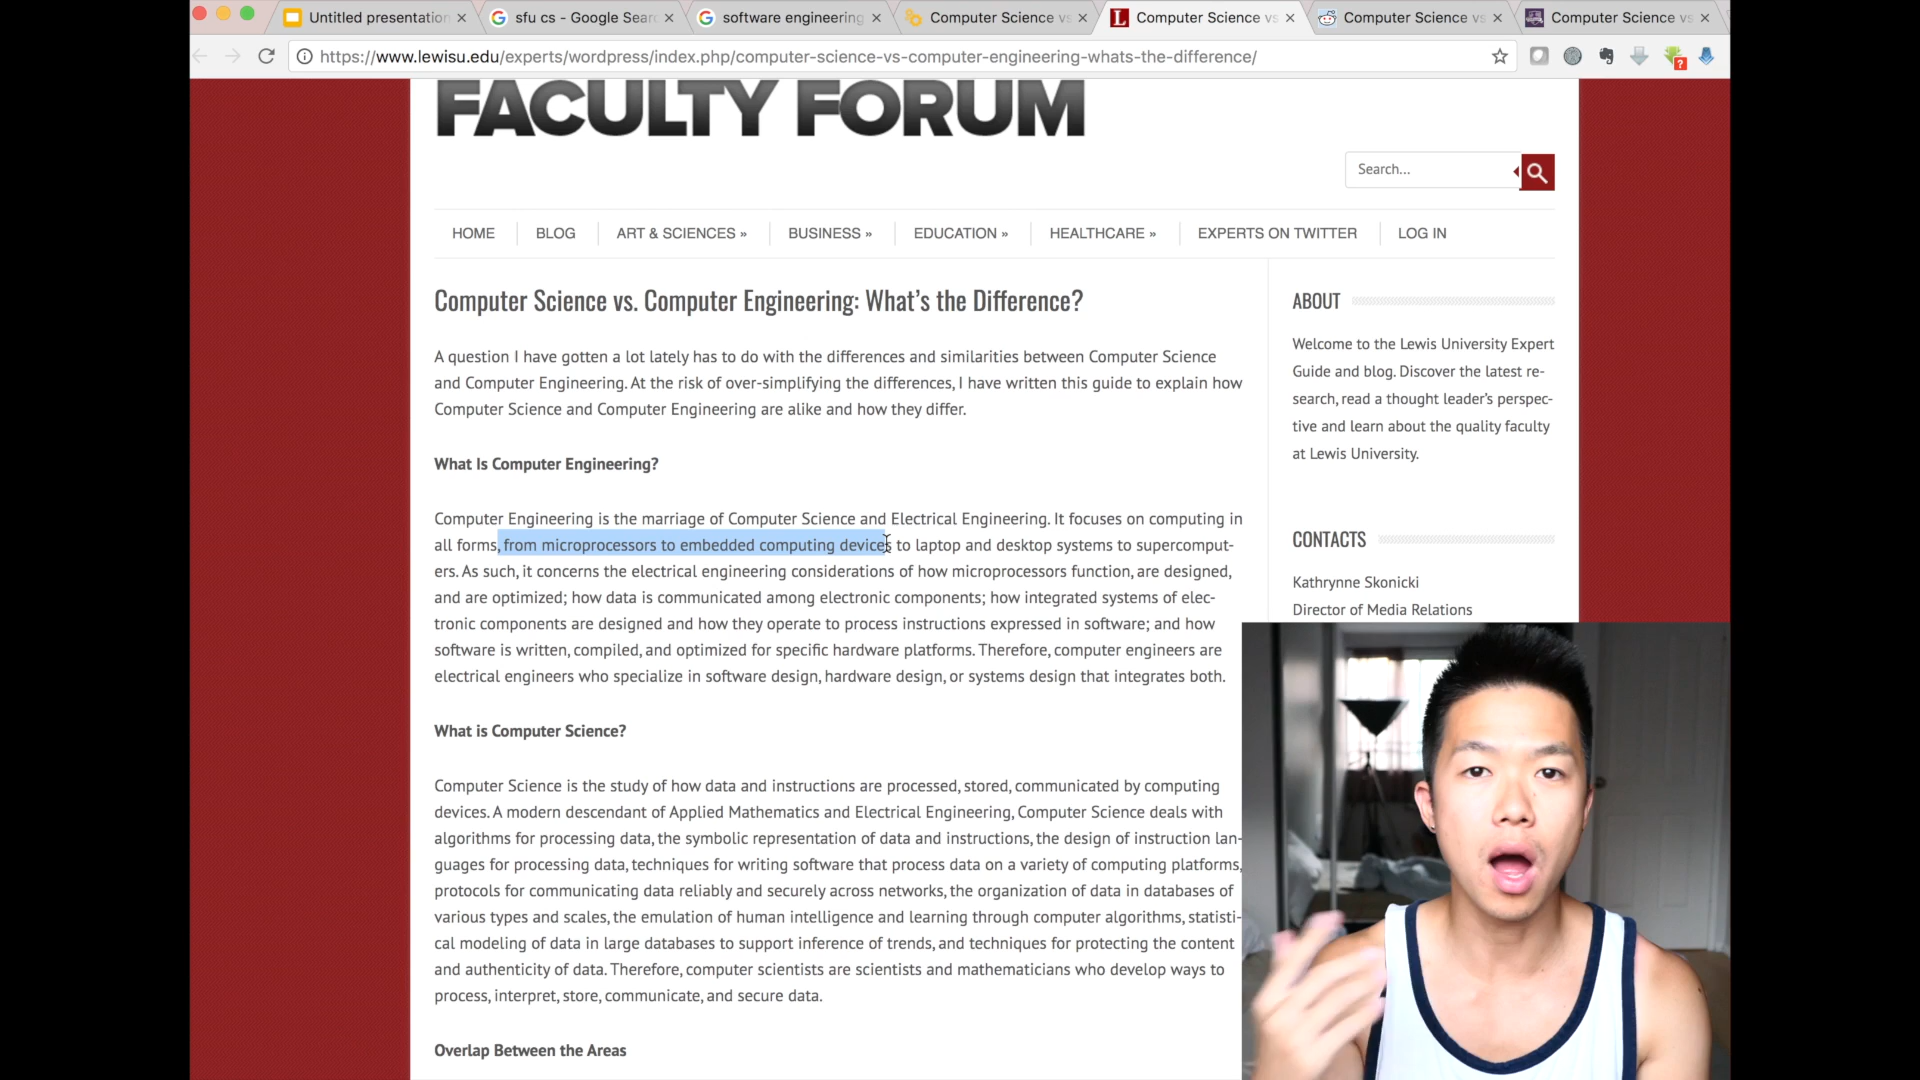 Untitled presentation
sfu cs - Google Sear
software engineering
Computer Science vs
Computer Science vs
Computer Science vs
Computer Science vs
https://www.lewisu.edu/experts/wordpress/index.php/computer-science-vs-computer-engineering-whats-the-difference/
FACULTY FORUM
Search...
HOME
BLOG
ART & SCIENCES »
BUSINESS »
EDUCATION »
HEALTHCARE »
EXPERTS ON TWITTER
LOG IN
Computer Science vs. Computer Engineering: What's the Difference?
A question I have gotten a lot lately has to do with the differences and similarities between Computer Science
and Computer Engineering. At the risk of over-simplifying the differences, I have written this guide to explain how
Computer Science and Computer Engineering are alike and how they differ.
What Is Computer Engineering?
Computer Engineering is the marriage of Computer Science and Electrical Engineering. It focuses on computing in
all forms, from microprocessors to embedded computing devices to laptop and desktop systems to supercomput-
ers. As such, it concerns the electrical engineering considerations of how microprocessors function, are designed,
and are optimized; how data is communicated among electronic components; how integrated systems of elec-
tronic components are designed and how they operate to process instructions expressed in software; and how
software is written, compiled, and optimized for specific hardware platforms. Therefore, computer engineers are
electrical engineers who specialize in software design, hardware design, or systems design that integrates both.
What is Computer Science?
Computer Science is the study of how data and instructions are processed, stored, communicated by computing
devices. A modern descendant of Applied Mathematics and Electrical Engineering, Computer Science deals with
algorithms for processing data, the symbolic representation of data and instructions, the design of instruction lan-
guages for processing data, techniques for writing software that process data on a variety of computing platforms,
protocols for communicating data reliably and securely across networks, the organization of data in databases of
various types and scales, the emulation of human intelligence and learning through computer algorithms, statisti-
cal modeling of data in large databases to support inference of trends, and techniques for protecting the content
and authenticity of data. Therefore, computer scientists are scientists and mathematicians who develop ways to
process, interpret, store, communicate, and secure data.
Overlap Between the Areas
ABOUT
Welcome to the Lewis University Expert
Guide and blog. Discover the latest re-
search, read a thought leader's perspec-
tive and learn about the quality faculty
at Lewis University.
CONTACTS
Kathrynne Skonicki
Director of Media Relations